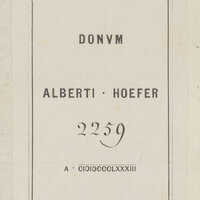 DONVM
ALBERTI · HOEFER
2259
A · CIↃIↃCCCLXXXIII